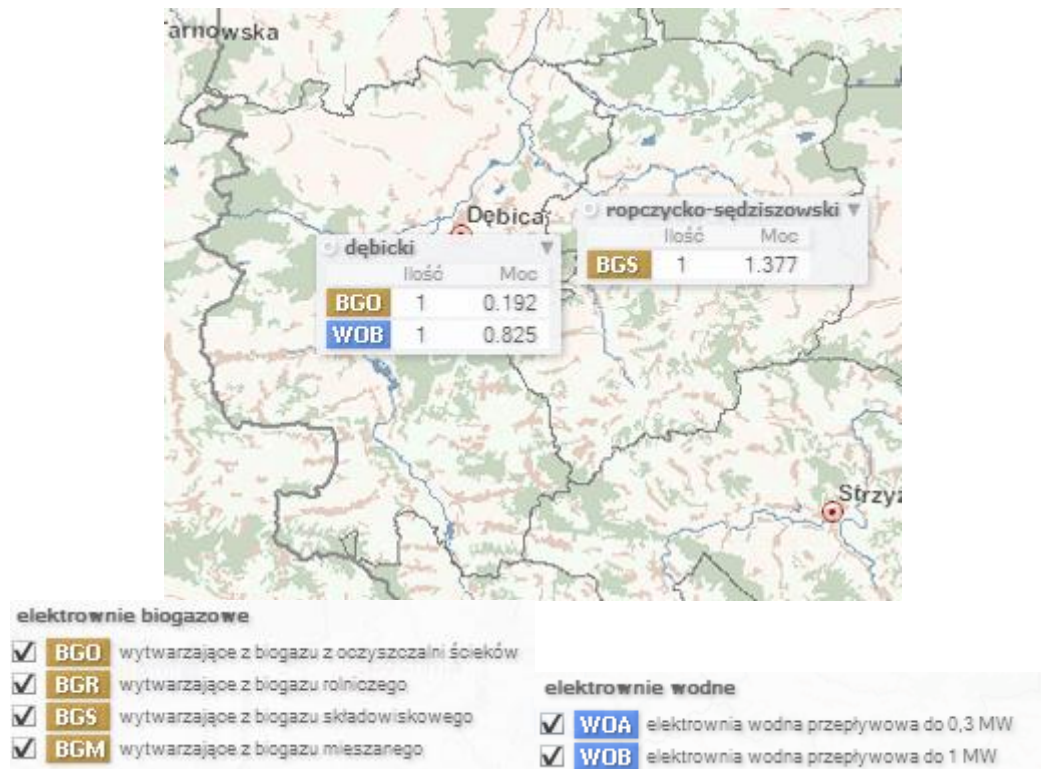 arnowska
Dębica
ropczycko-sędziszowski
Ilość Moc
BGS 1 1.377
dębicki
Ilość Moc
BGO 1 0.192
WOB 1 0.825
Strzyż
elektrownie biogazowe
BGO wytwarzające z biogazu z oczyszczalni ścieków
BGR wytwarzające z biogazu rolniczego
BGS wytwarzające z biogazu składowiskowego
BGM wytwarzające z biogazu mieszanego
elektrownie wodne
WOA elektrownia wodna przepływowa do 0,3 MW
WOB elektrownia wodna przepływowa do 1 MW